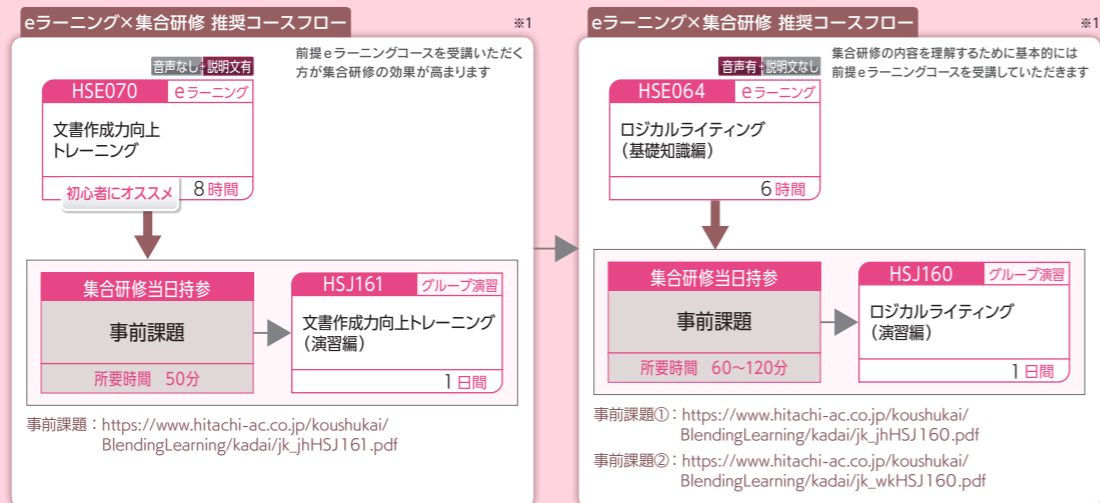 eラーニング×集合研修 推奨コースフロー
※1
前提eラーニングコースを受講いただく
方が集合研修の効果が高まります
音声なし+説明文有
HSE070
eラーニング
文書作成力向上
トレーニング
初心者にオススメ
8時間
集合研修当日持参
事前課題
所要時間 50分
HSJ161
グループ演習
文書作成力向上トレーニング
（演習編）
1日間
事前課題：https://www.hitachi-ac.co.jp/koushukai/
BlendingLearning/kadai/jk_jhHSJ161.pdf
eラーニング×集合研修 推奨コースフロー
※1
集合研修の内容を理解するために基本的には
前提eラーニングコースを受講していただきます
音声有+説明文なし
HSE064
eラーニング
ロジカルライティング
（基礎知識編）
6時間
集合研修当日持参
事前課題
所要時間 60～120分
HSJ160
グループ演習
ロジカルライティング
（演習編）
1日間
事前課題①：https://www.hitachi-ac.co.jp/koushukai/
BlendingLearning/kadai/jk_jhHSJ160.pdf
事前課題②：https://www.hitachi-ac.co.jp/koushukai/
BlendingLearning/kadai/jk_wkHSJ160.pdf